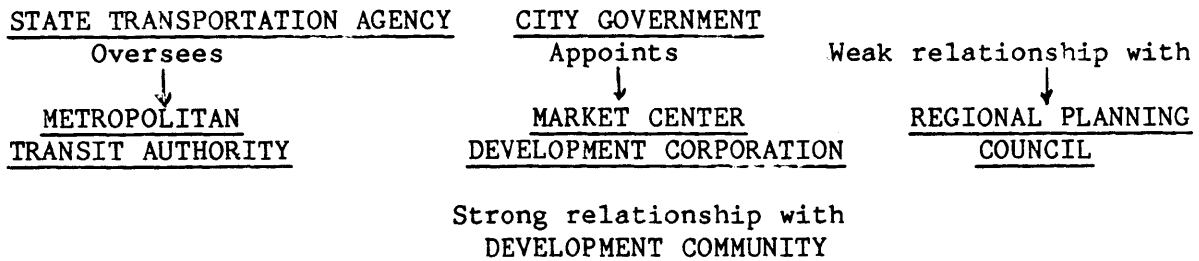 STATE TRANSPORTATION AGENCY CITY GOVERNMENT
Oversees Appoints Weak relationship with
METROPOLITAN MARKET CENTER REGIONAL PLANNING
TRANSIT AUTHORITY DEVELOPMENT CORPORATION COUNCIL
Strong relationship with
DEVELOPMENT COMMUNITY